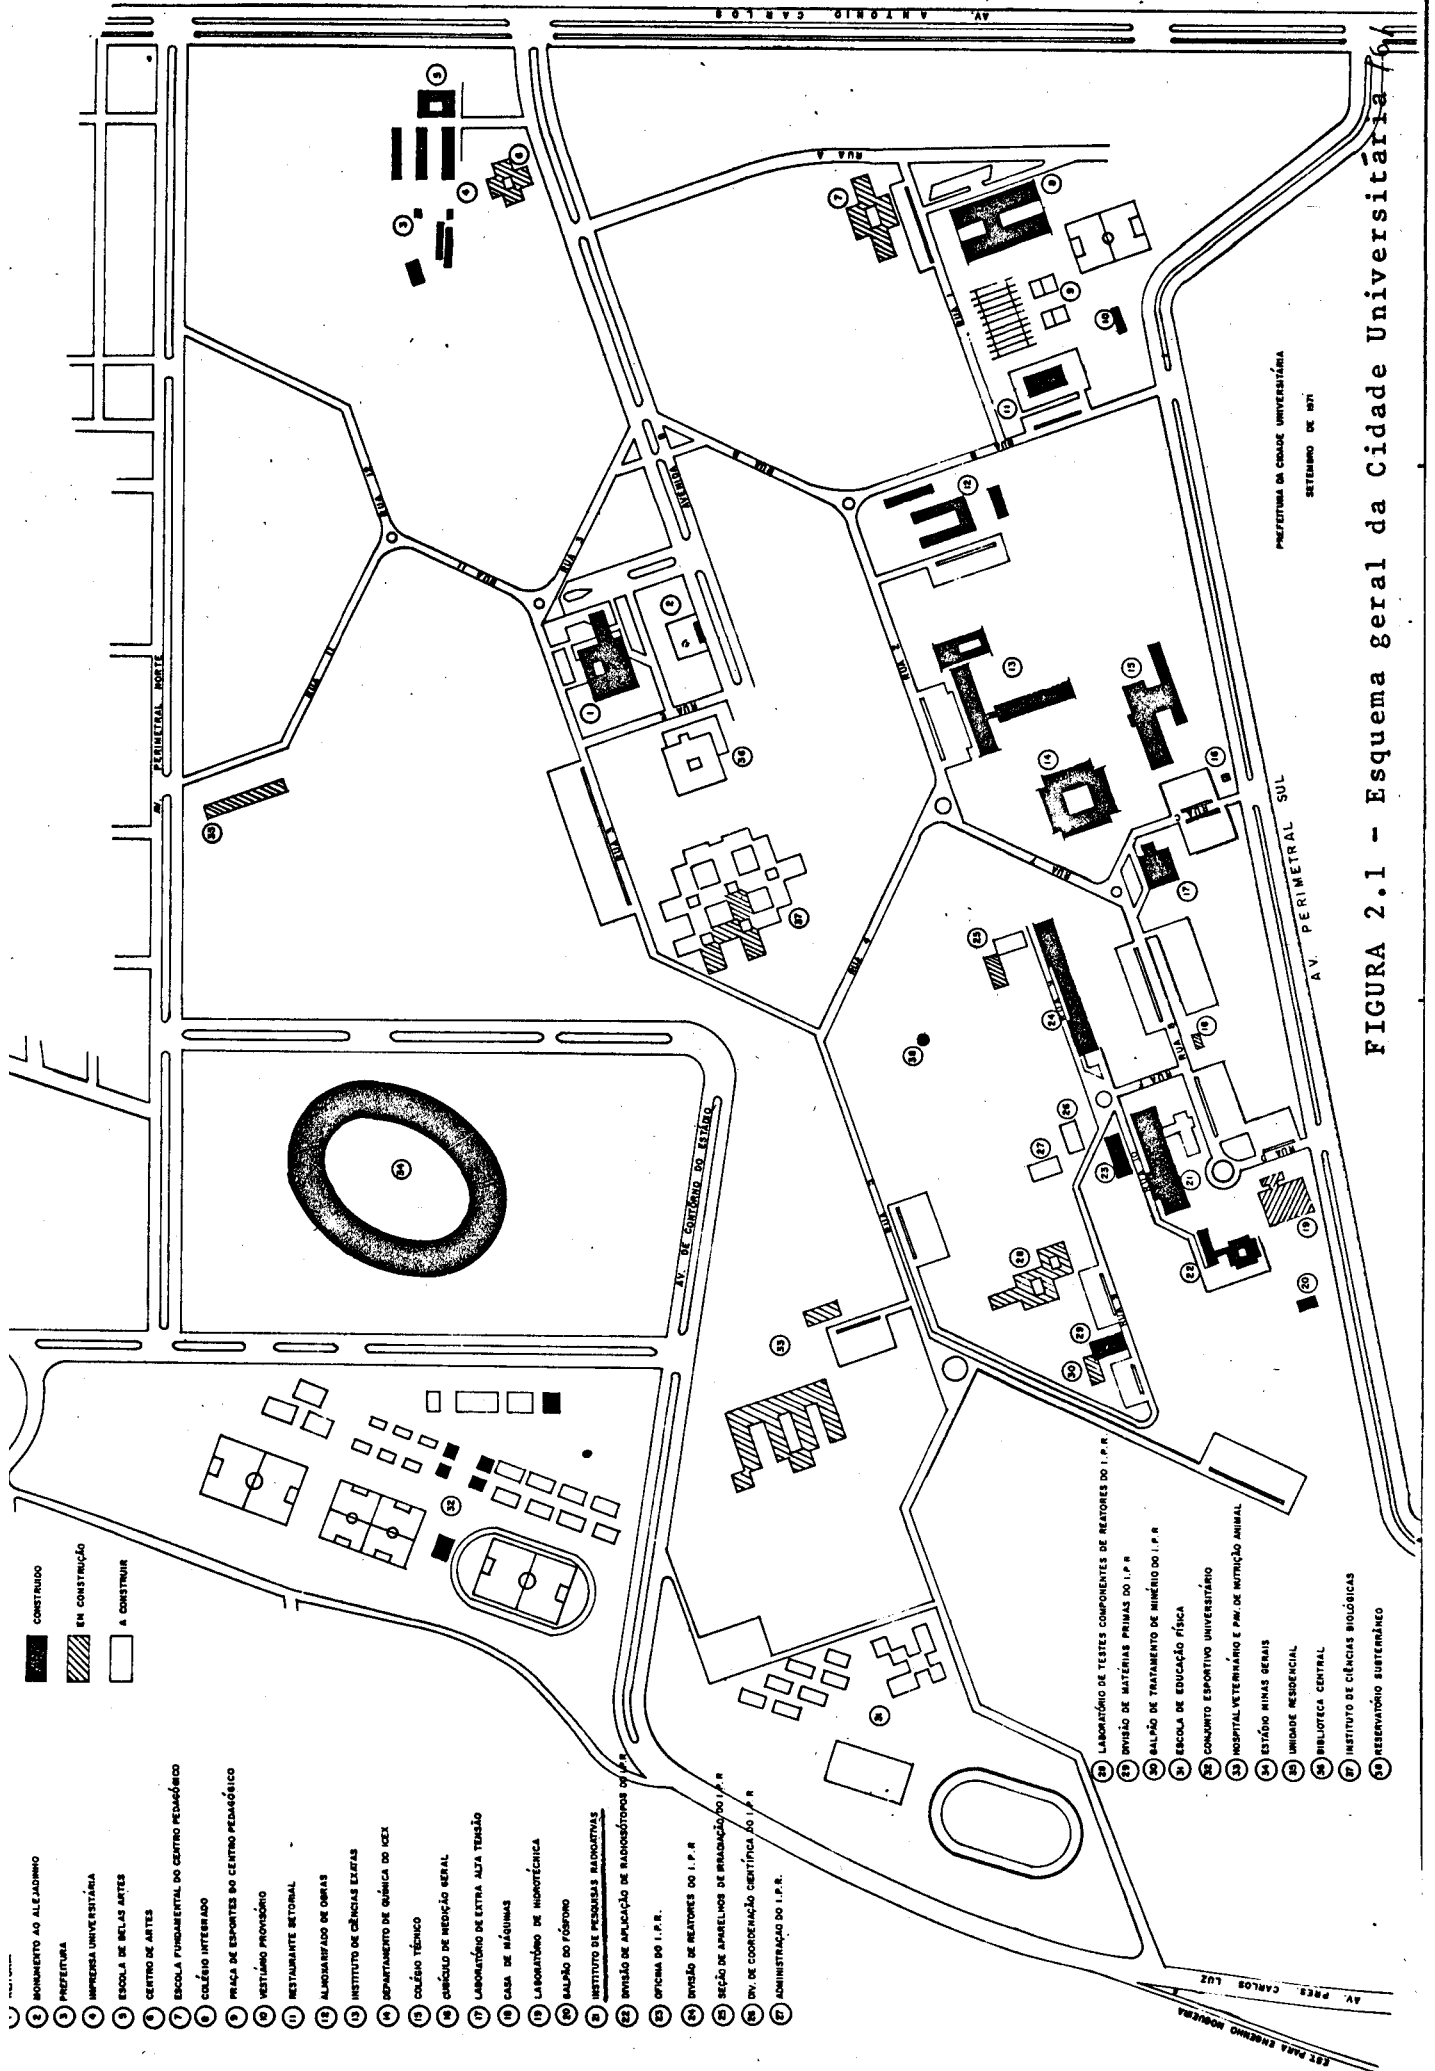 CONSTRUIDO
EM CONSTRUÇÃO
A CONSTRUIR
2 MONUMENTO AO ALEJADINHO
3 PREFEITURA
4 IMPRENSA UNIVERSITÁRIA
5 ESCOLA DE BELAS ARTES
6 CENTRO DE ARTES
7 ESCOLA FUNDAMENTAL DO CENTRO PEDAGÓGICO
8 COLÉGIO INTEGRADO
9 PRAÇA DE ESPORTES DO CENTRO PEDAGÓGICO
10 VESTIÁRIO PROVISÓRIO
11 RESTAURANTE SETORIAL
12 ALMOXARIFADO DE OBRAS
13 INSTITUTO DE CIÊNCIAS EXATAS
14 DEPARTAMENTO DE QUÍMICA DO ICEX
15 COLÉGIO TÉCNICO
16 CUBÍCULO DE MEDIÇÃO GERAL
17 LABORATÓRIO DE EXTRA ALTA TENSÃO
18 CASA DE MÁQUINAS
19 LABORATÓRIO DE HIDROTÉCNICA
20 GALPÃO DO FÓSFORO
21 INSTITUTO DE PESQUISAS RADIOATIVAS
22 DIVISÃO DE APLICAÇÃO DE RADIOISÓTOPOS DO I.P.R
23 OFICINA DO I.P.R.
24 DIVISÃO DE REATORES DO I.P.R
25 SEÇÃO DE APARELHOS DE IRRADIAÇÃO DO I.P.R
26 DIV. DE COORDENAÇÃO CIENTÍFICA DO I.P.R
27 ADMINISTRAÇÃO DO I.P.R.
28 LABORATÓRIO DE TESTES COMPONENTES DE REATORES DO I.P.R.
29 DIVISÃO DE MATÉRIAS PRIMAS DO I.P.R
30 GALPÃO DE TRATAMENTO DE MINÉRIO DO I.P.R
31 ESCOLA DE EDUCAÇÃO FÍSICA
32 CONJUNTO ESPORTIVO UNIVERSITÁRIO
33 HOSPITAL VETERINÁRIO E PAV. DE NUTRIÇÃO ANIMAL
34 ESTÁDIO MINAS GERAIS
35 UNIDADE RESIDENCIAL
36 BIBLIOTECA CENTRAL
37 INSTITUTO DE CIÊNCIAS BIOLÓGICAS
38 RESERVATÓRIO SUBTERRÂNEO
AV. ANTONIO CARLOS
AV. PERIMETRAL NORTE
AV. DE CONTÔRNO DO ESTÁDIO
AV. PERIMETRAL SUL
AV. PRES. CARLOS LUZ
EST. PARA ENGENHO NOGUEIRA
AVENIDA
RUA A
RUA 1
RUA 2
RUA 3
RUA 11
RUA 12
PREFEITURA DA CIDADE UNIVERSITÁRIA
SETEMBRO DE 1971
FIGURA 2.1 - Esquema geral da Cidade Universitária